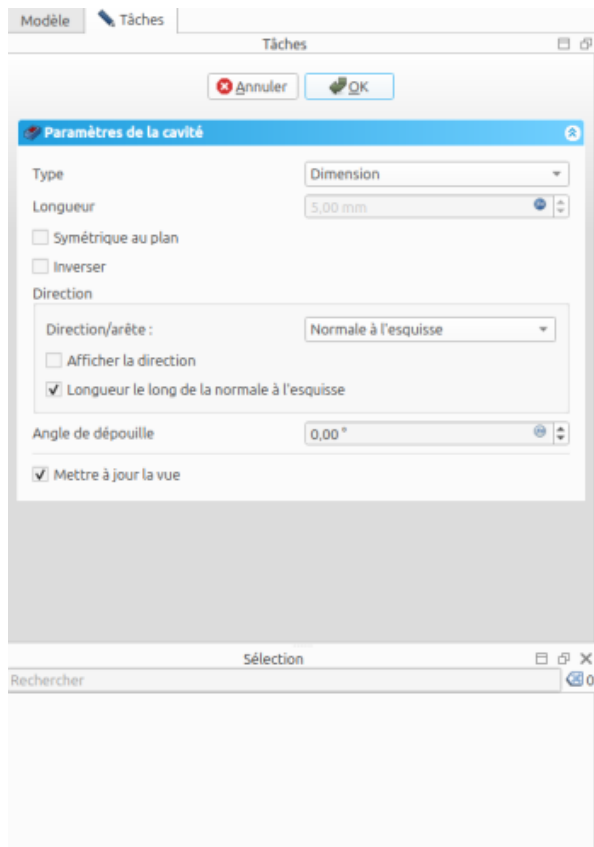 Modèle Tâches
Tâches
Annuler OK
Paramètres de la cavité
Type Dimension
Longueur 5,00 mm
Symétrique au plan
Inverser
Direction
Direction/arête : Normale à l'esquisse
Afficher la direction
Longueur le long de la normale à l'esquisse
Angle de dépouille 0,00 °
Mettre à jour la vue
Sélection
Rechercher 0